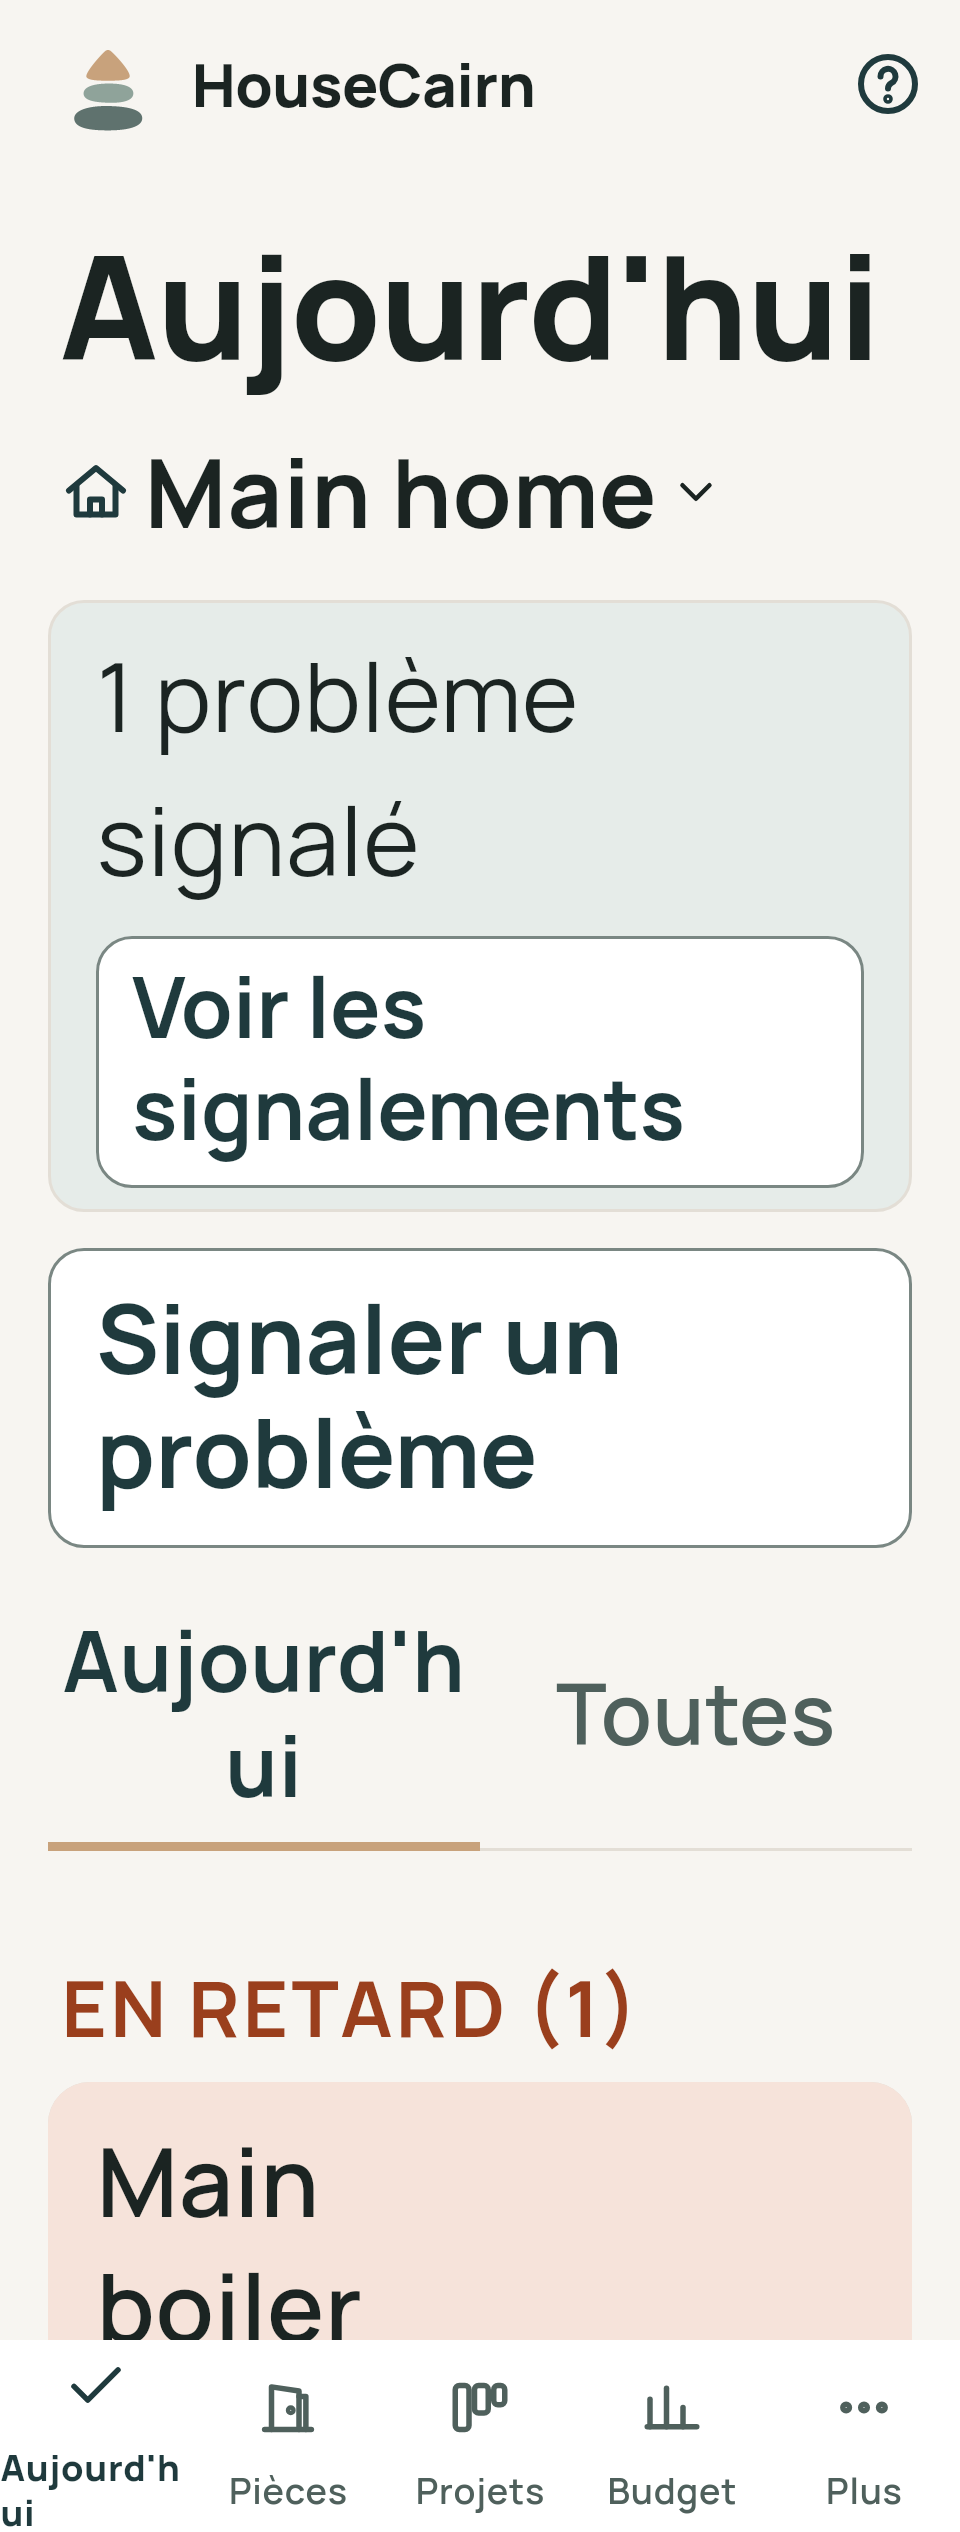 HouseCairn
Aujourd'hui
Main home
1 problème
signalé
Voir les
signalements
Signaler un
problème
Aujourd'h
ui
Toutes
EN RETARD (1)
Main
boiler
Aujourd'h
ui
Pièces
Projets
Budget
Plus